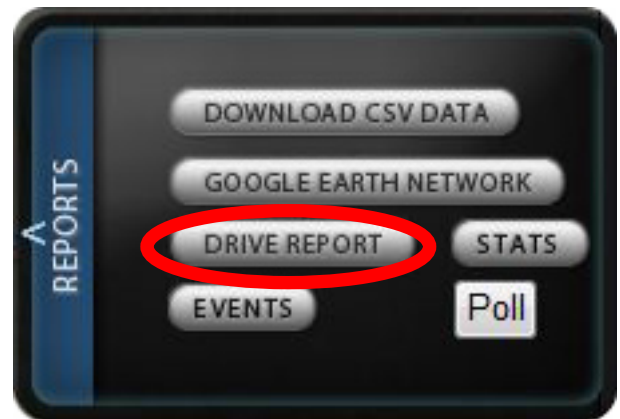 < REPORTS
DOWNLOAD CSV DATA
GOOGLE EARTH NETWORK
DRIVE REPORT STATS
EVENTS Poll